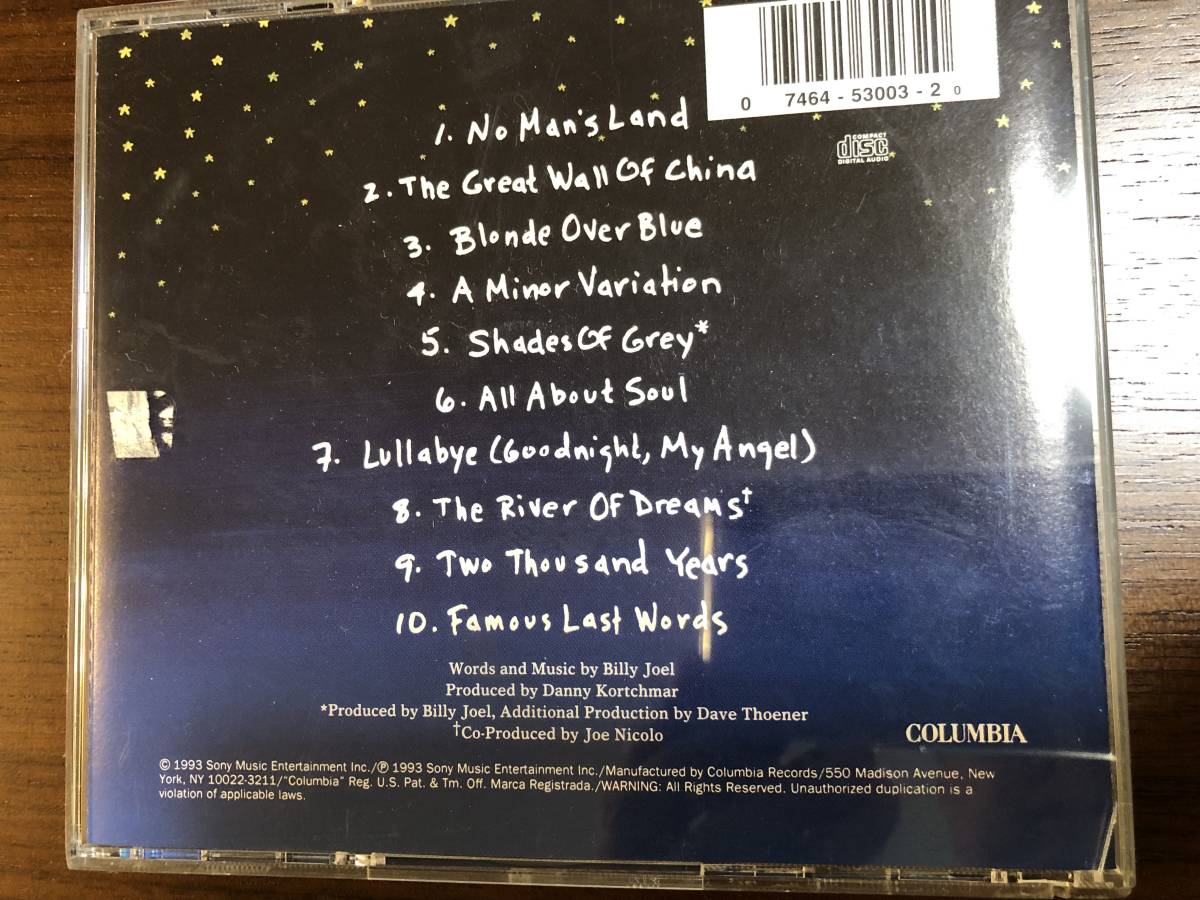 0 7464-53003-2 0
COMPACT
disc
DIGITAL AUDIO
1. No Man's Land
2. The Great Wall Of China
3. Blonde Over Blue
4. A Minor Variation
5. Shades Of Grey*
6. All About Soul
7. Lullabye (Goodnight, My Angel)
8. The River Of Dreams†
9. Two Thousand Years
10. Famous Last Words
Words and Music by Billy Joel
Produced by Danny Kortchmar
*Produced by Billy Joel, Additional Production by Dave Thoener
†Co-Produced by Joe Nicolo
COLUMBIA
© 1993 Sony Music Entertainment Inc./℗ 1993 Sony Music Entertainment Inc./Manufactured by Columbia Records/550 Madison Avenue, New
York, NY 10022-3211/"Columbia" Reg. U.S. Pat. & Tm. Off. Marca Registrada./WARNING: All Rights Reserved. Unauthorized duplication is a
violation of applicable laws.